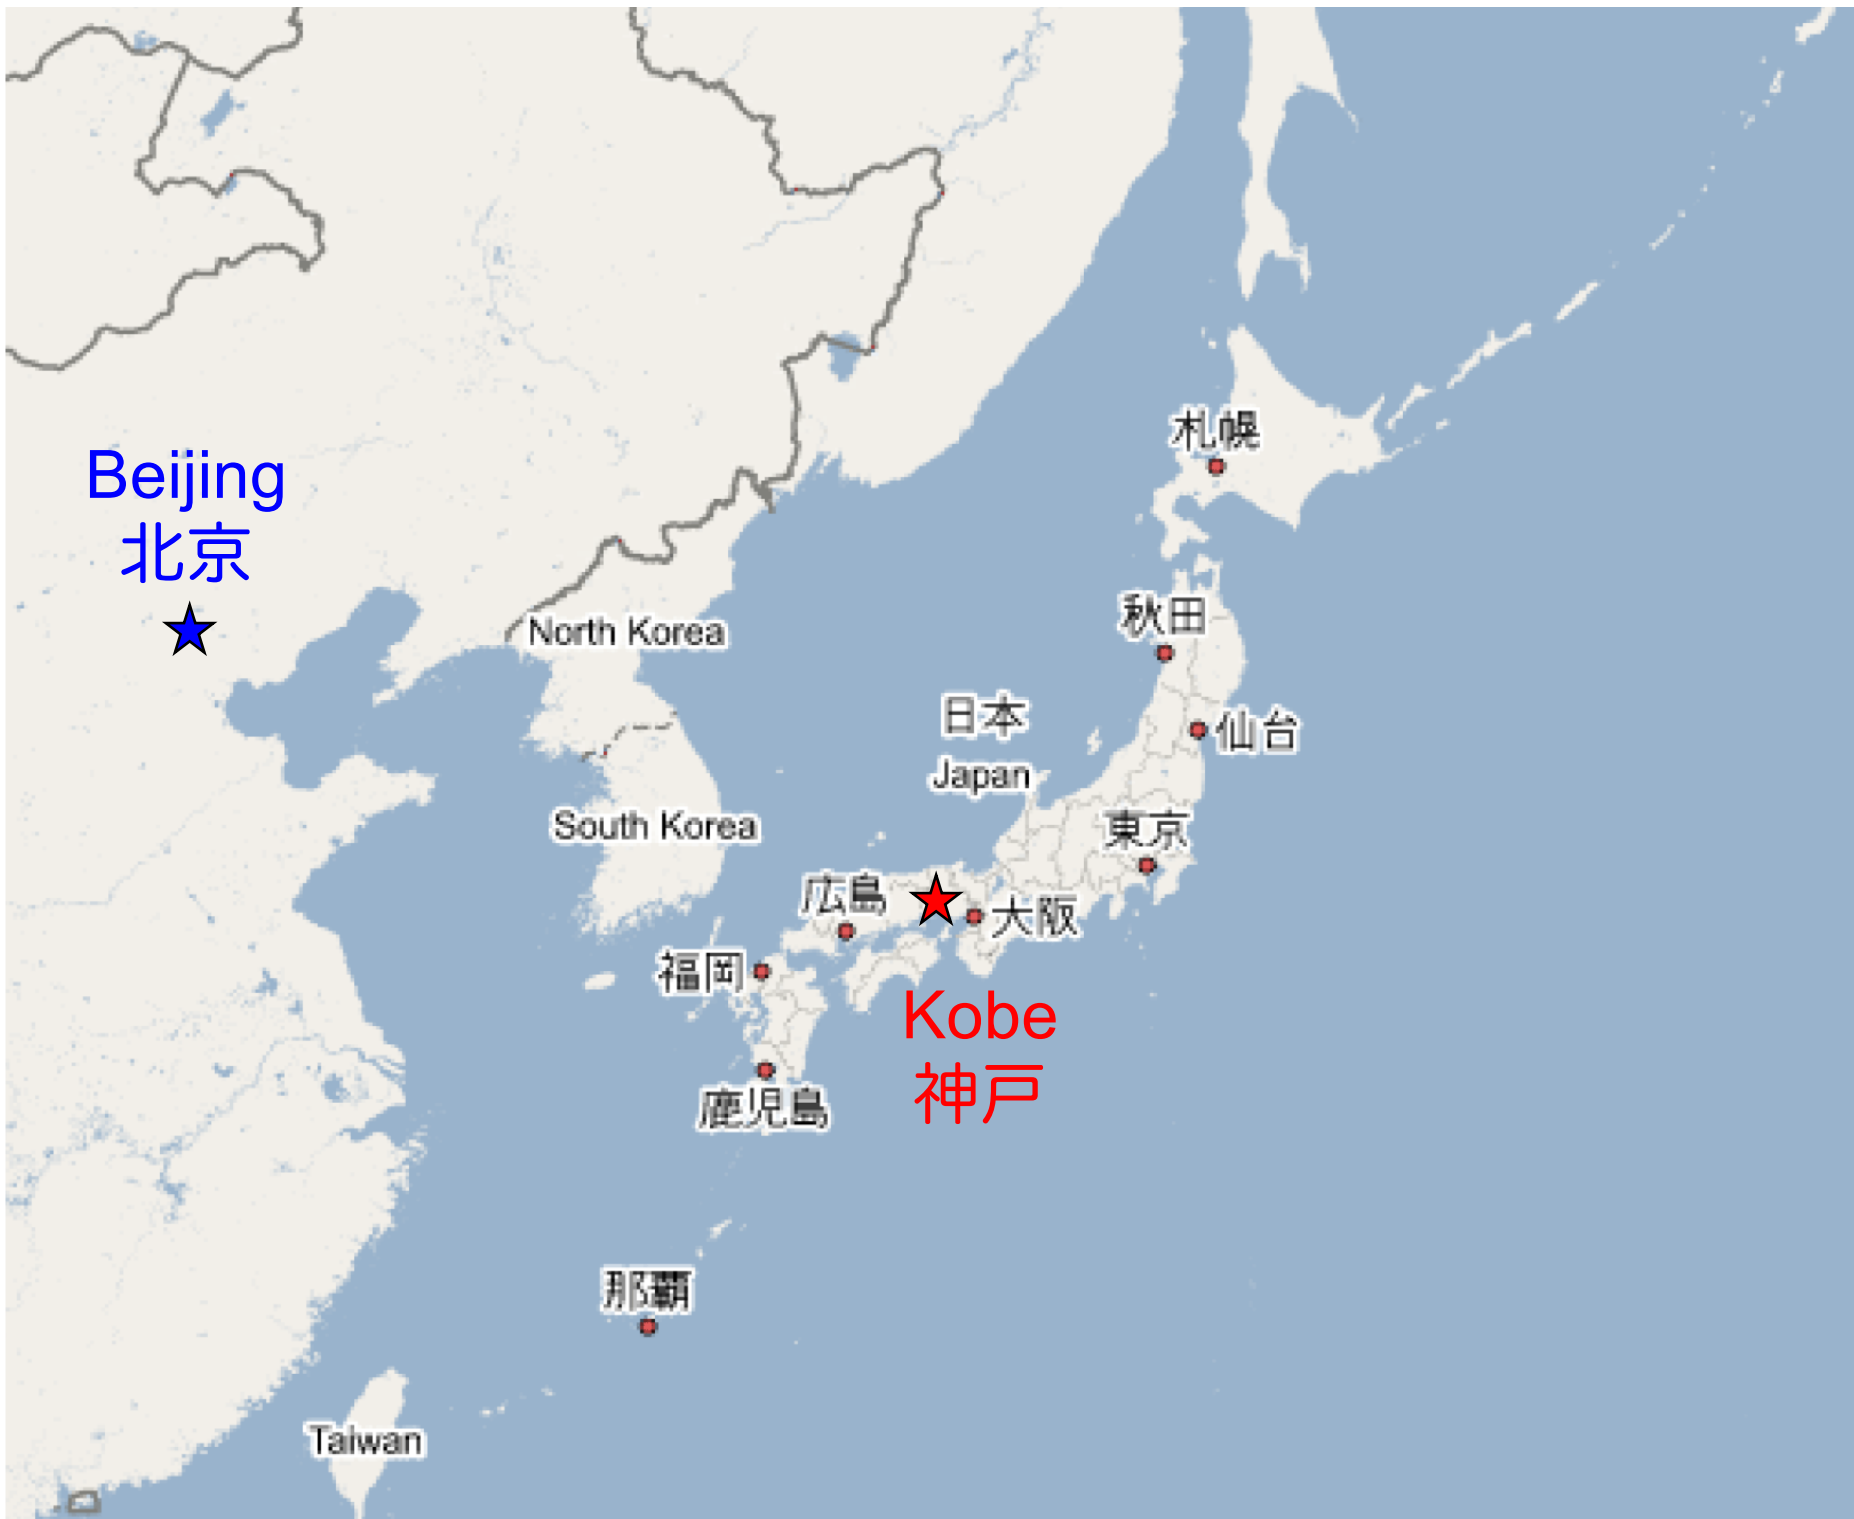 札幌
Beijing
北京
秋田
North Korea
日本
仙台
Japan
South Korea
東京
広島
大阪
福岡
Kobe
神戸
鹿児島
那覇
Taiwan